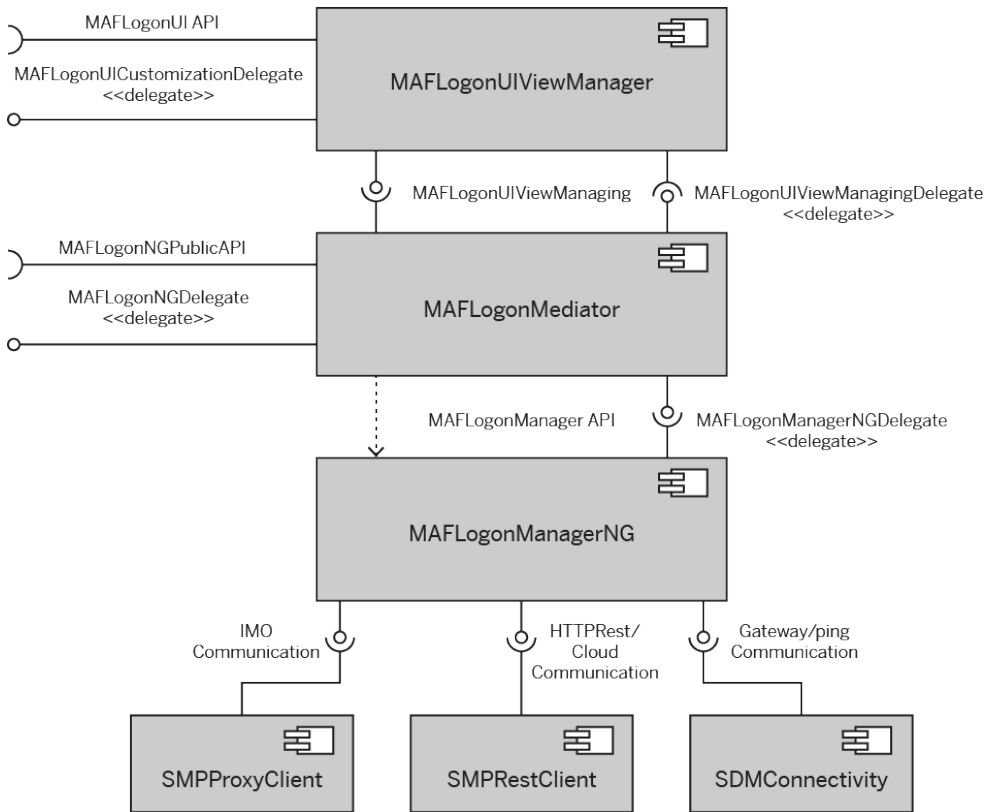 MAFLogonUI API
MAFLogonUICustomizationDelegate
<<delegate>>
MAFLogonUIViewManager
MAFLogonUIViewManaging
MAFLogonUIViewManagingDelegate
<<delegate>>
MAFLogonNGPublicAPI
MAFLogonNGDelegate
<<delegate>>
MAFLogonMediator
MAFLogonManager API
MAFLogonManagerNGDelegate
<<delegate>>
MAFLogonManagerNG
IMO
Communication
HTTPRest/
Cloud
Communication
Gateway/ping
Communication
SMPProxyClient
SMPRestClient
SDMConnectivity